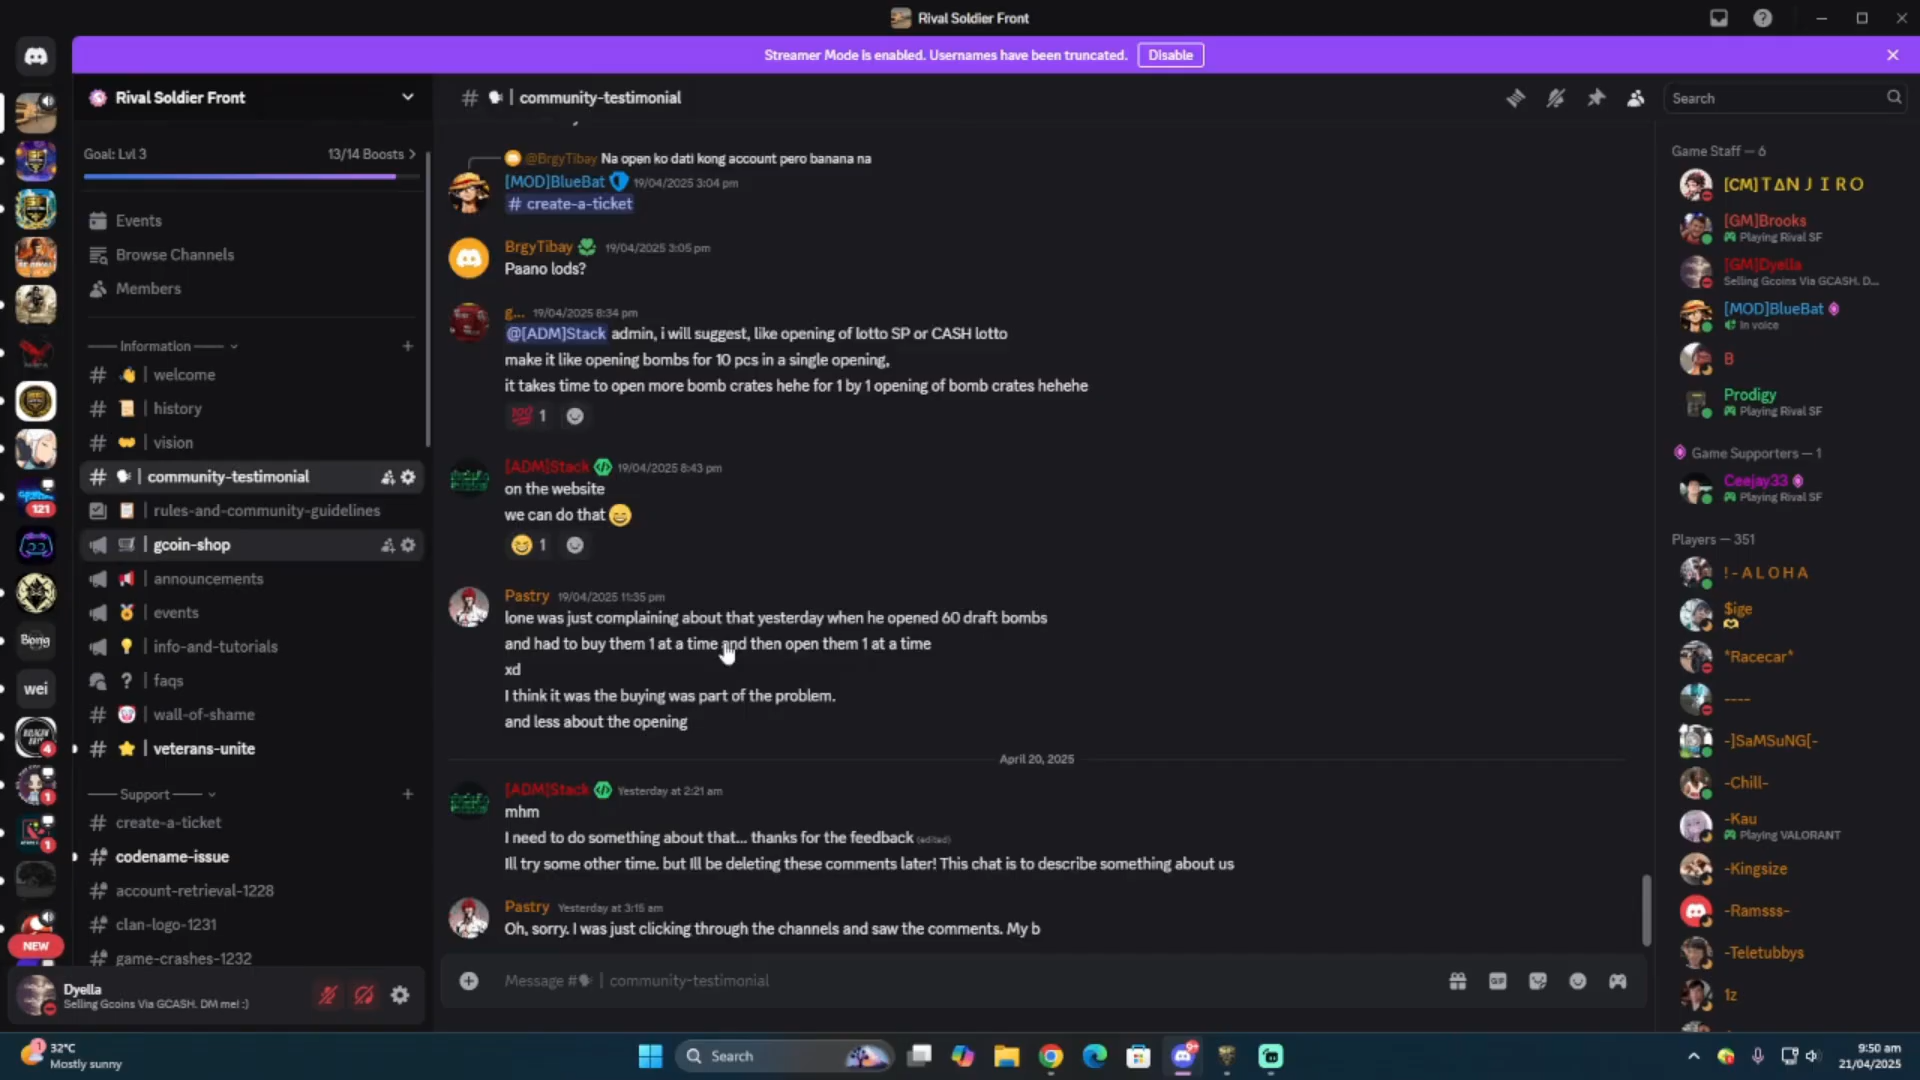 Rival Soldier Front
Streamer Mode is enabled. Usernames have been truncated. Disable
Rival Soldier Front
Goal: Lvl 3 13/14 Boosts >
Events
Browse Channels
Members
Information
welcome
history
vision
community-testimonial
rules-and-community-guidelines
gcoin-shop
announcements
events
info-and-tutorials
faqs
wall-of-shame
veterans-unite
Support
create-a-ticket
codename-issue
account-retrieval-1228
clan-logo-1231
game-crashes-1232
121
Biong
wei
4
1
1
NEW
Dyella
Selling Gcoins Via GCASH. DM me! :)
# | community-testimonial
Search
@BrgyTibay Na open ko dati kong account pero banana na
[MOD]BlueBat 19/04/2025 3:04 pm
# create-a-ticket
BrgyTibay 19/04/2025 3:05 pm
Paano lods?
g... 19/04/2025 8:34 pm
@[ADM]Stack admin, i will suggest, like opening of lotto SP or CASH lotto
make it like opening bombs for 10 pcs in a single opening,
it takes time to open more bomb crates hehe for 1 by 1 opening of bomb crates hehehe
1
[ADM]Stack 19/04/2025 8:43 pm
on the website
we can do that
1
Pastry 19/04/2025 11:35 pm
lone was just complaining about that yesterday when he opened 60 draft bombs
and had to buy them 1 at a time and then open them 1 at a time
xd
I think it was the buying was part of the problem.
and less about the opening
April 20, 2025
[ADM]Stack Yesterday at 2:21 am
mhm
I need to do something about that... thanks for the feedback (edited)
Ill try some other time. but Ill be deleting these comments later! This chat is to describe something about us
Pastry Yesterday at 3:15 am
Oh, sorry. I was just clicking through the channels and saw the comments. My b
Message # | community-testimonial
GIF
Game Staff — 6
[CM]TΔNJIRO
[GM]Brooks
Playing Rival SF
[GM]Dyella
Selling Gcoins Via GCASH. D...
[MOD]BlueBat
In voice
B
Prodigy
Playing Rival SF
Game Supporters — 1
Ceejay33
Playing Rival SF
Players — 351
! - A L O H A
$ige
*Racecar*
----
-]SaMSuNG[-
-Chill-
-Kau
Playing VALORANT
-Kingsize
-Ramsss-
-Teletubbys
1z
32°C
Mostly sunny
Search
9:50 am
21/04/2025